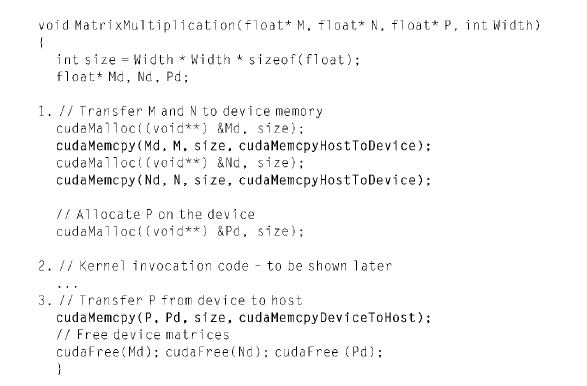 void MatrixMultiplication(float* M, float* N, float* P, int Width)
{
int size = Width * Width * sizeof(float);
float* Md, Nd, Pd;
1. // Transfer M and N to device memory
cudaMalloc((void**) &Md, size);
cudaMemcpy(Md, M, size, cudaMemcpyHostToDevice);
cudaMalloc((void**) &Nd, size);
cudaMemcpy(Nd, N, size, cudaMemcpyHostToDevice);
// Allocate P on the device
cudaMalloc((void**) &Pd, size);
2. // Kernel invocation code – to be shown later
...
3. // Transfer P from device to host
cudaMemcpy(P, Pd, size, cudaMemcpyDeviceToHost);
// Free device matrices
cudaFree(Md); cudaFree(Nd); cudaFree (Pd);
}